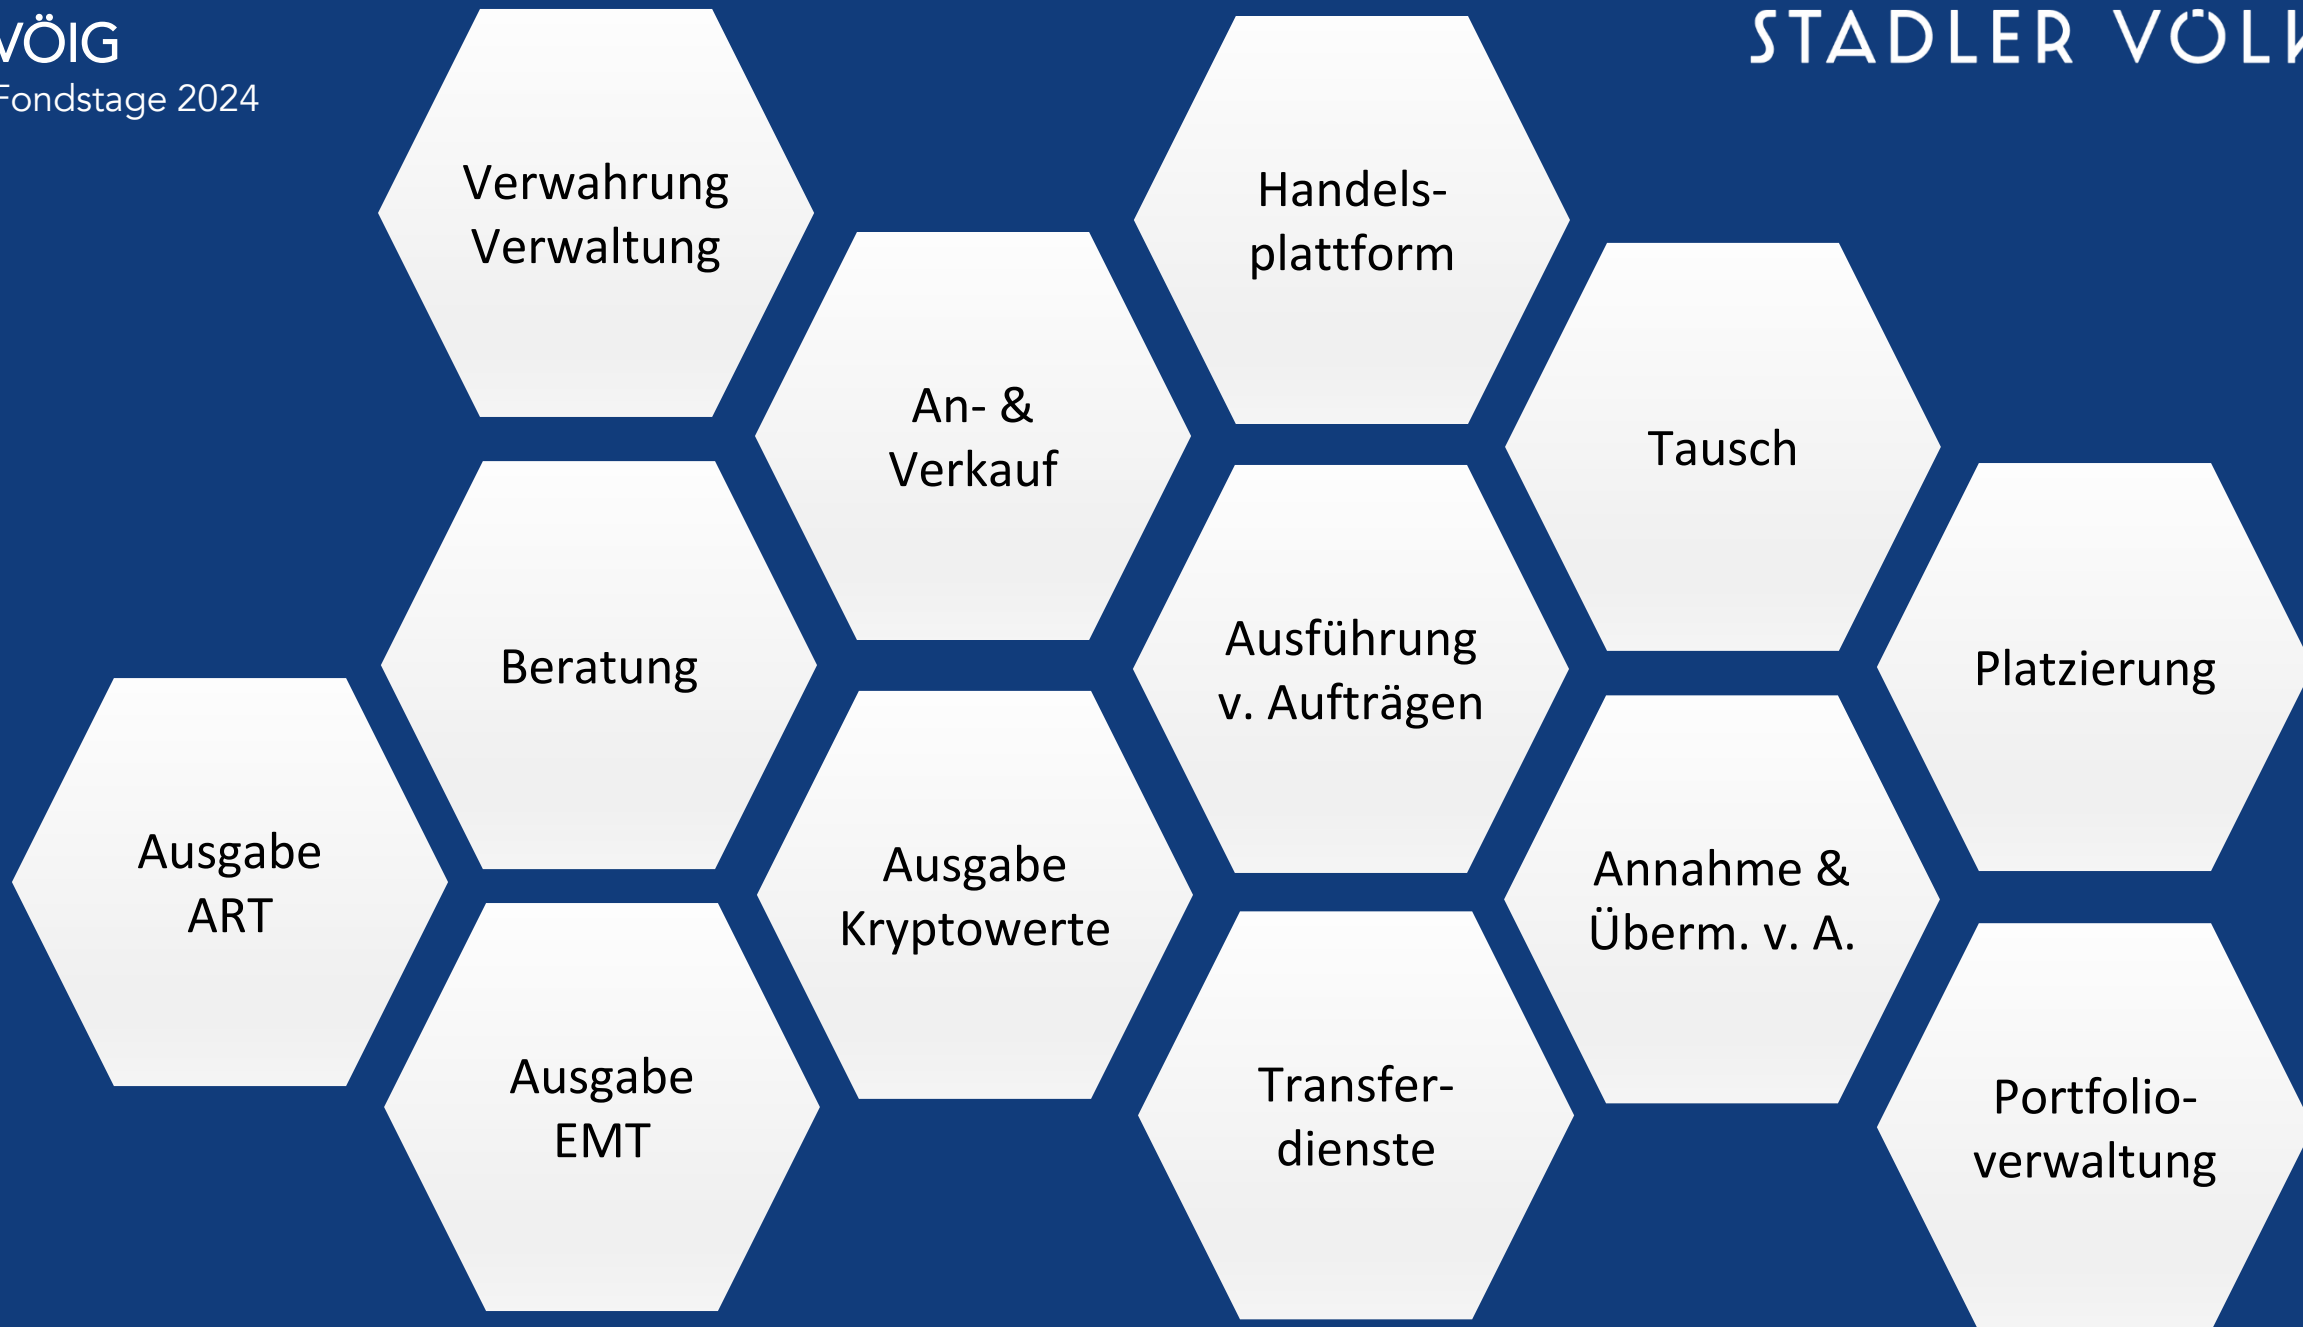 VÖIG
Fondstage 2024
STADLER VÖLK
Verwahrung
Verwaltung
Handels-
plattform
An- &
Verkauf
Tausch
Beratung
Ausführung
v. Aufträgen
Platzierung
Ausgabe
ART
Ausgabe
Kryptowerte
Annahme &
Überm. v. A.
Ausgabe
EMT
Transfer-
dienste
Portfolio-
verwaltung